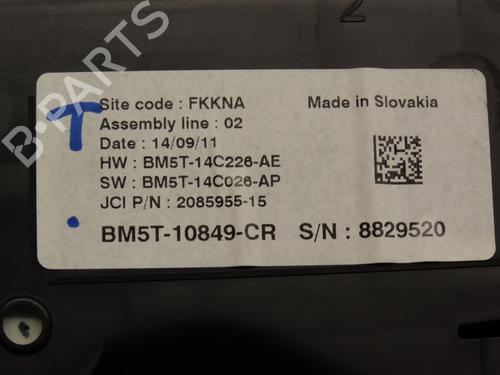 2
T
Site code : FKKNA
Made in Slovakia
Assembly line : 02
Date : 14/09/11
HW : BM5T-14C226-AE
SW : BM5T-14C026-AP
JCI P/N : 2085955-15
BM5T-10849-CR S/N : 8829520